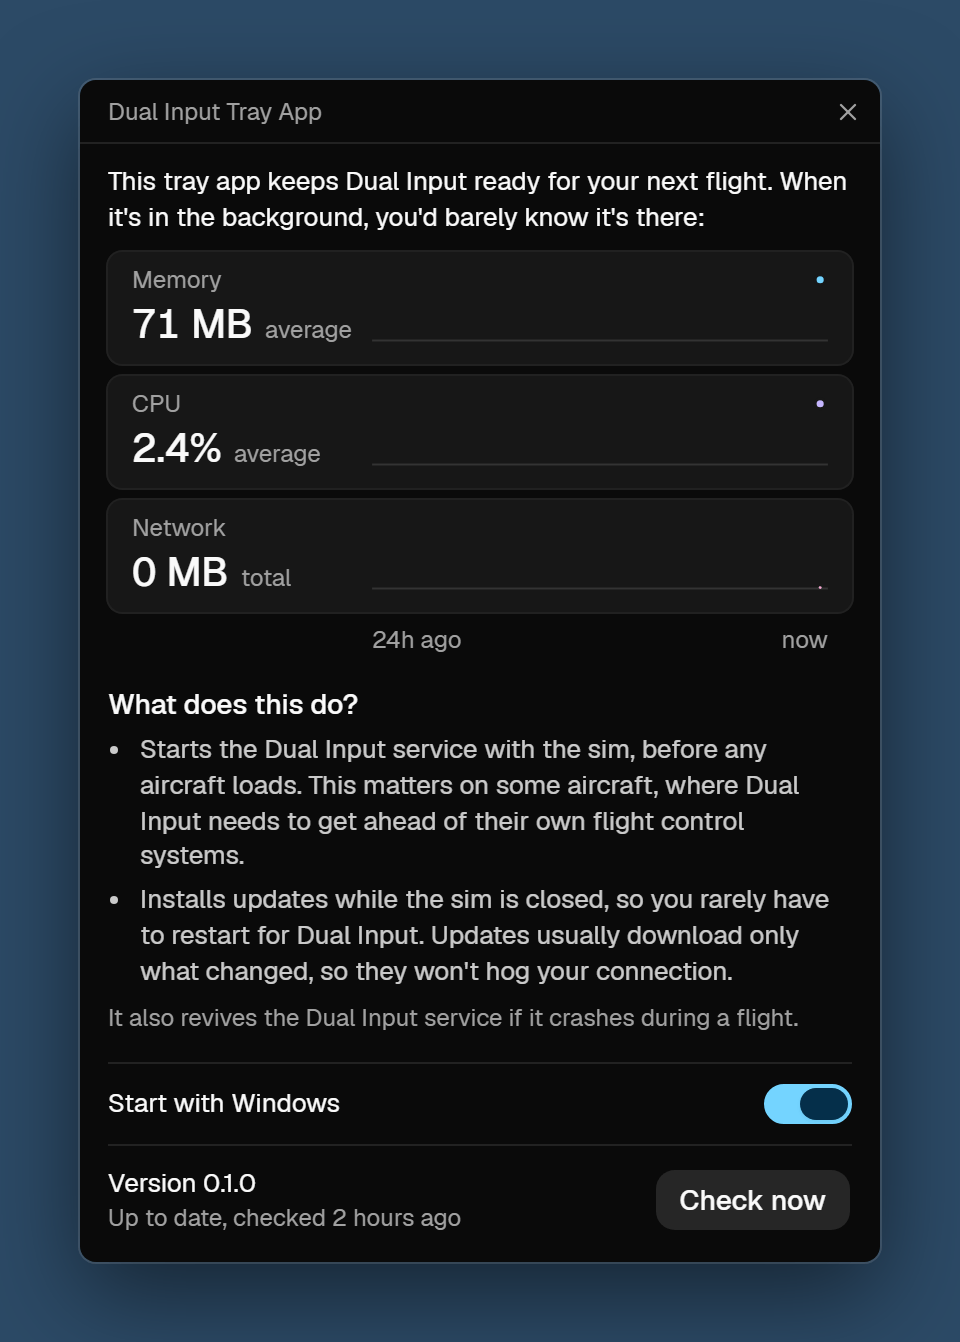 Dual Input Tray App
This tray app keeps Dual Input ready for your next flight. When
it's in the background, you'd barely know it's there:
Memory
71 MB average
CPU
2.4% average
Network
0 MB total
24h ago now
What does this do?
• Starts the Dual Input service with the sim, before any
aircraft loads. This matters on some aircraft, where Dual
Input needs to get ahead of their own flight control
systems.
• Installs updates while the sim is closed, so you rarely have
to restart for Dual Input. Updates usually download only
what changed, so they won't hog your connection.
It also revives the Dual Input service if it crashes during a flight.
Start with Windows
Version 0.1.0
Up to date, checked 2 hours ago
Check now